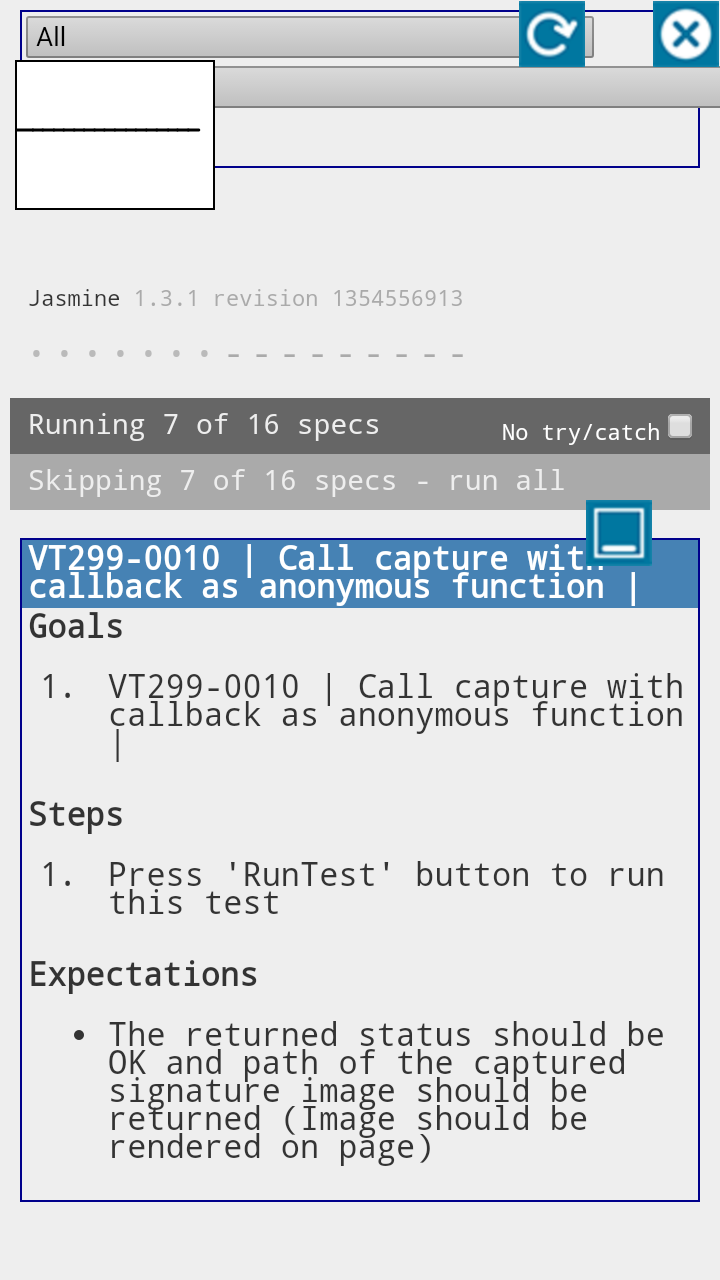 All
Jasmine 1.3.1 revision 1354556913
Running 7 of 16 specs
No try/catch
Skipping 7 of 16 specs - run all
VT299-0010 | Call capture with
callback as anonymous function |
Goals
1. VT299-0010 | Call capture with
callback as anonymous function
|
Steps
1. Press 'RunTest' button to run
this test
Expectations
• The returned status should be
OK and path of the captured
signature image should be
returned (Image should be
rendered on page)